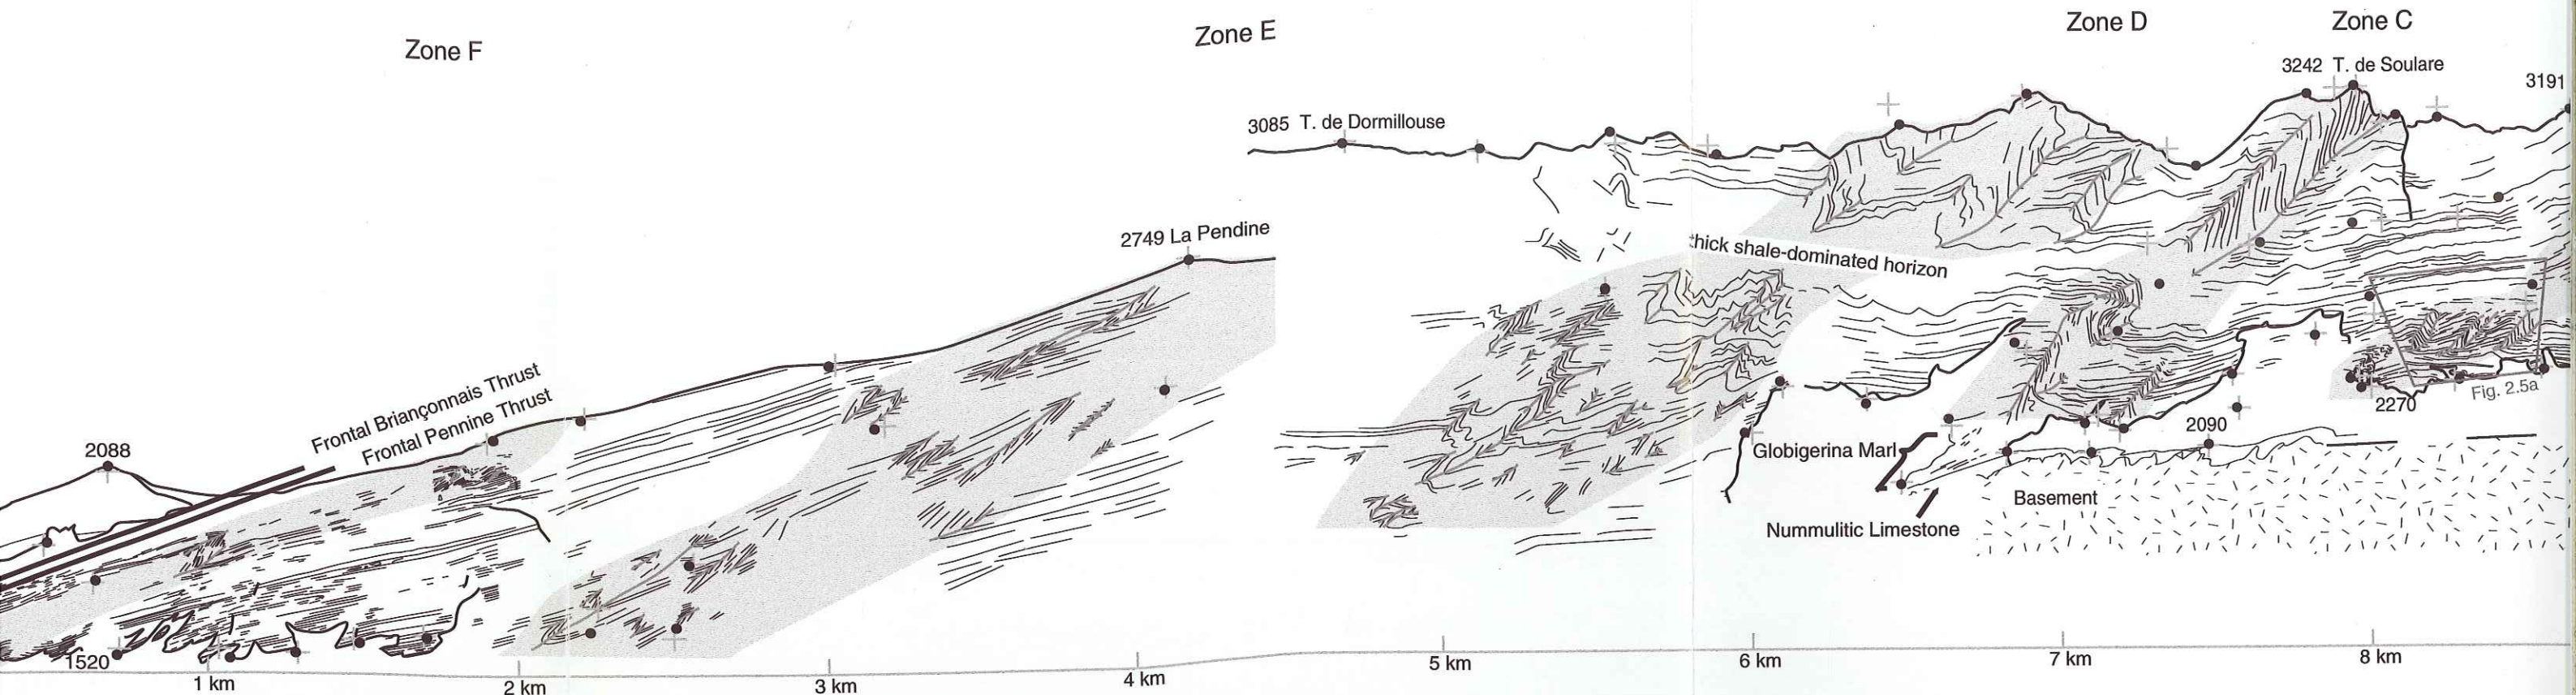 Zone F
Zone E
Zone D
Zone C
3242 T. de Soulare
3191
3085 T. de Dormillouse
2749 La Pendine
thick shale-dominated horizon
Frontal Briançonnais Thrust
Frontal Pennine Thrust
2088
Fig. 2.5a
2270
2090
Globigerina Marl
Basement
Nummulitic Limestone
1520
1 km
2 km
3 km
4 km
5 km
6 km
7 km
8 km